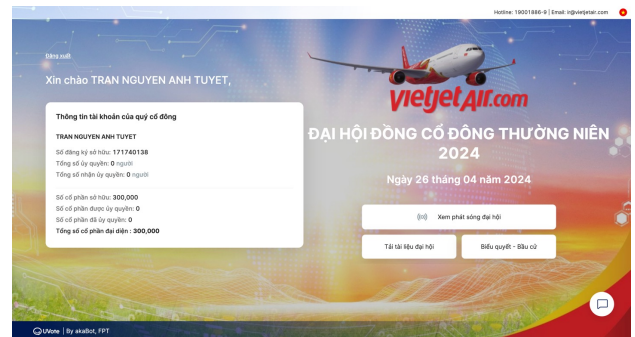 Hotline: 19001886-9 | Email: ir@vietjetair.com
Đăng xuất
Xin chào TRAN NGUYEN ANH TUYET,
Thông tin tài khoản của quý cổ đông
TRAN NGUYEN ANH TUYET
Số đăng ký sở hữu: 171740138
Tổng số ủy quyền: 0 người
Tổng số nhận ủy quyền: 0 người
Số cổ phần sở hữu: 300,000
Số cổ phần được ủy quyền: 0
Số cổ phần đã ủy quyền: 0
Tổng số cổ phần đại diện : 300,000
vietjetAir.com
ĐẠI HỘI ĐỒNG CỔ ĐÔNG THƯỜNG NIÊN
2024
Ngày 26 tháng 04 năm 2024
Xem phát sóng đại hội
Tải tài liệu đại hội
Biểu quyết - Bầu cử
UVote | By akaBot, FPT